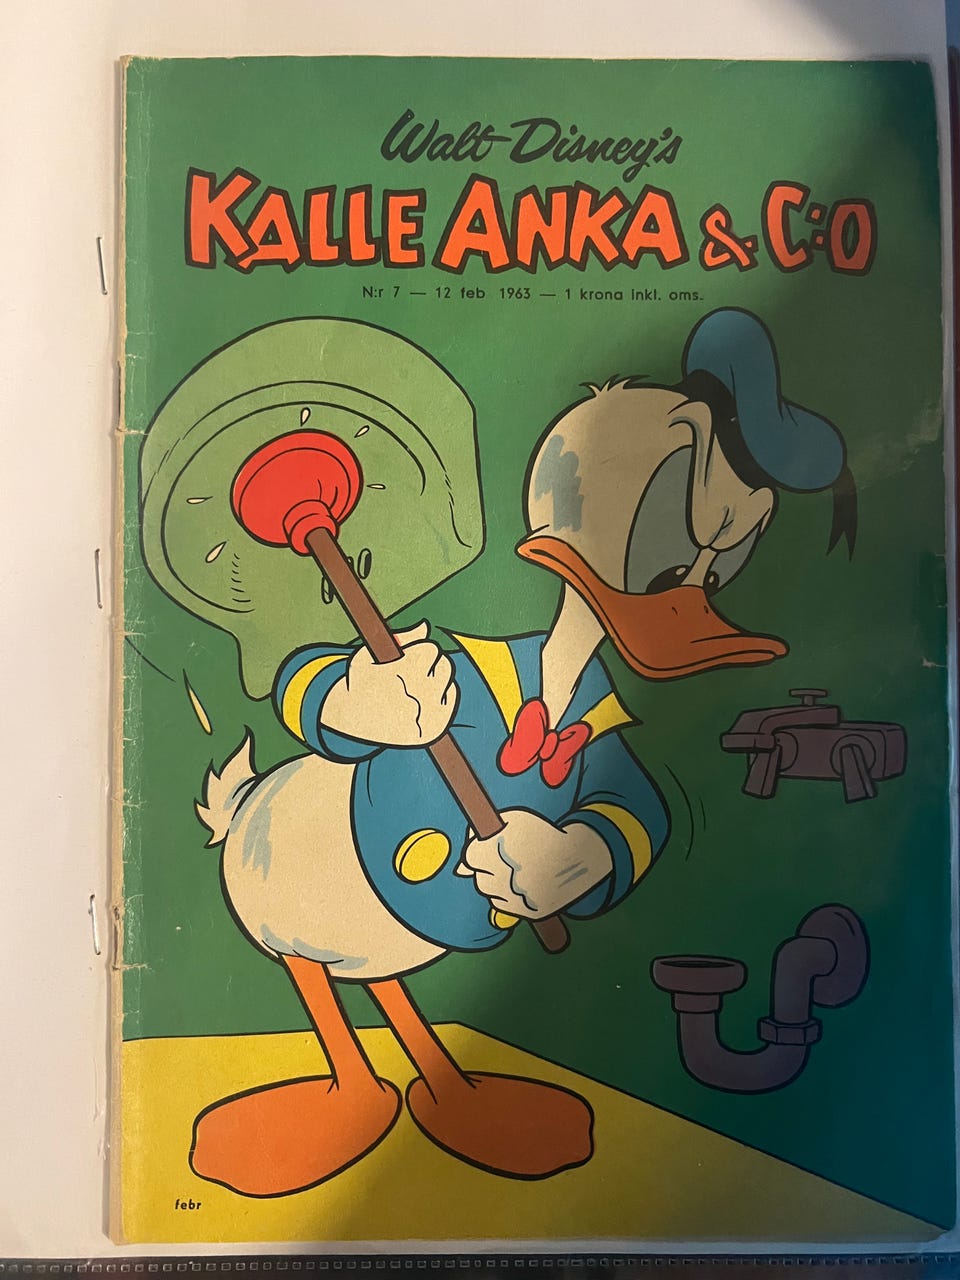 Walt Disney's
KALLE ANKA & C:O
N:r 7 — 12 feb 1963 — 1 krona inkl. oms.
febr